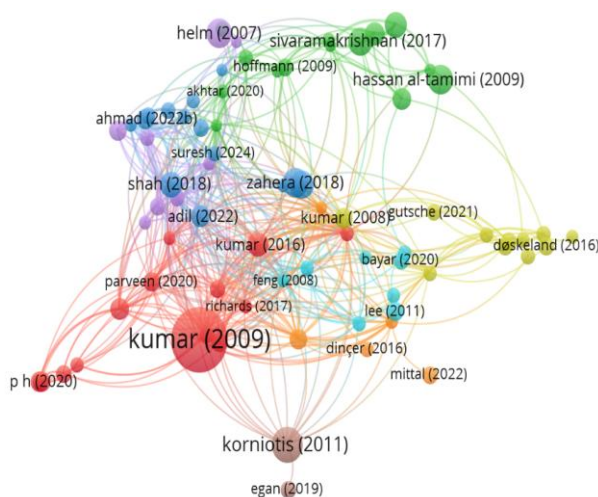 helm (2007)
sivaramakrishnan (2017)
hoffmann (2009)
hassan al-tamimi (2009)
akhtar (2020)
ahmad (2022b)
suresh (2024)
shah (2018)
zahera (2018)
adil (2022)
kumar (2008)
gutsche (2021)
kumar (2016)
døskeland (2016)
parveen (2020)
feng (2008)
bayar (2020)
richards (2017)
lee (2011)
kumar (2009)
dinçer (2016)
p h (2020)
mittal (2022)
korniotis (2011)
egan (2019)